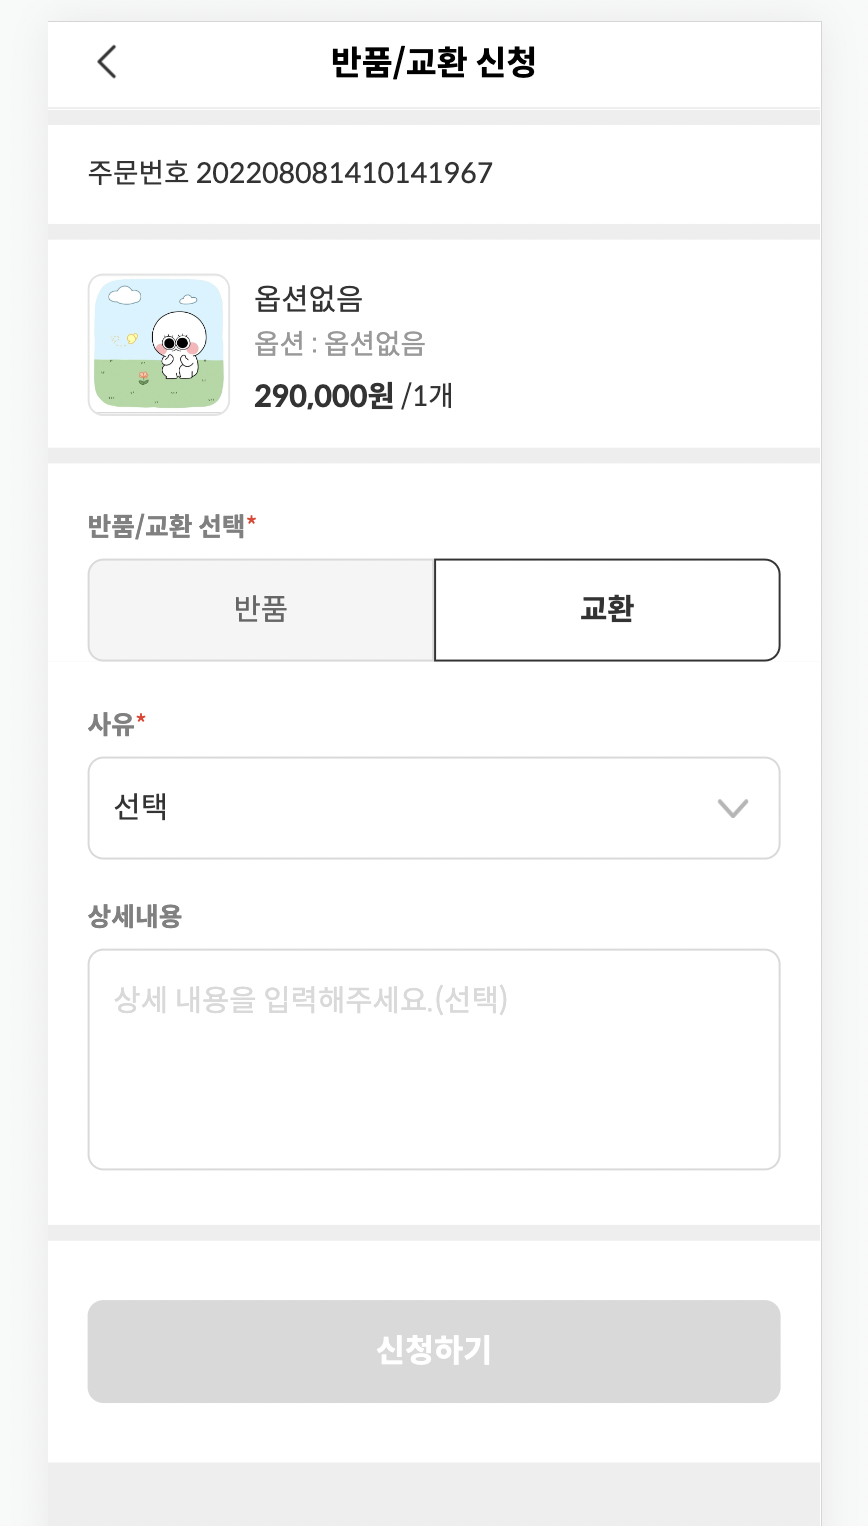 반품/교환 신청
주문번호 202208081410141967
옵션없음
옵션 : 옵션없음
290,000원 /1개
반품/교환 선택*
반품
교환
사유*
선택
상세내용
상세 내용을 입력해주세요.(선택)
신청하기